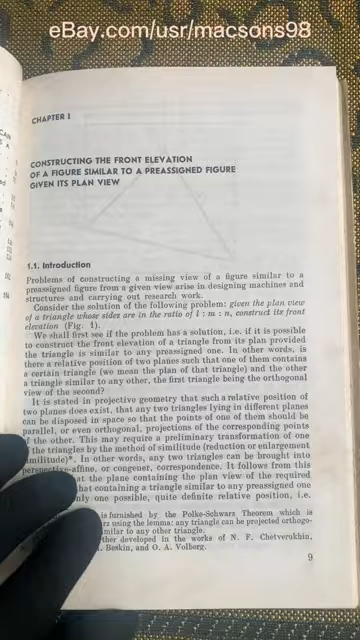 eBay.com/usr/macsons98
CHAPTER I
CONSTRUCTING THE FRONT ELEVATION
OF A FIGURE SIMILAR TO A PREASSIGNED FIGURE
GIVEN ITS PLAN VIEW
1.1. Introduction
Problems of constructing a missing view of a figure similar to a
preassigned figure from a given view arise in designing machines and
structures and carrying out research work.
Consider the solution of the following problem: given the plan view
of a triangle whose sides are in the ratio of l : m : n, construct its front
elevation (Fig. 1).
We shall first see if the problem has a solution, i.e. if it is possible
to construct the front elevation of a triangle from its plan provided
the triangle is similar to any preassigned one. In other words, is
there a relative position of two planes such that one of them contains
a certain triangle (we mean the plan of that triangle) and the other
a triangle similar to any other, the first triangle being the orthogonal
view of the second?
It is stated in projective geometry that such a relative position of
two planes does exist, that any two triangles lying in different planes
can be disposed in space so that the points of one of them should be
parallel, or even orthogonal, projections of the corresponding points
of the other. This may require a preliminary transformation of one
of the triangles by the method of similitude (reduction or enlargement
similitude)*. In other words, any two triangles can be brought into
perspective-affine, or congener, correspondence. It follows from this
at the plane containing the plan view of the required
hat containing a triangle similar to any preassigned one
nly one possible, quite definite relative position, i.e.
is furnished by the Polke-Schwarz Theorem which is
rs using the lemma: any triangle can be projected orthogo-
milar to any other triangle.
ther developed in the works of N. F. Chetverukhin,
. Beskin, and O. A. Volberg.
9